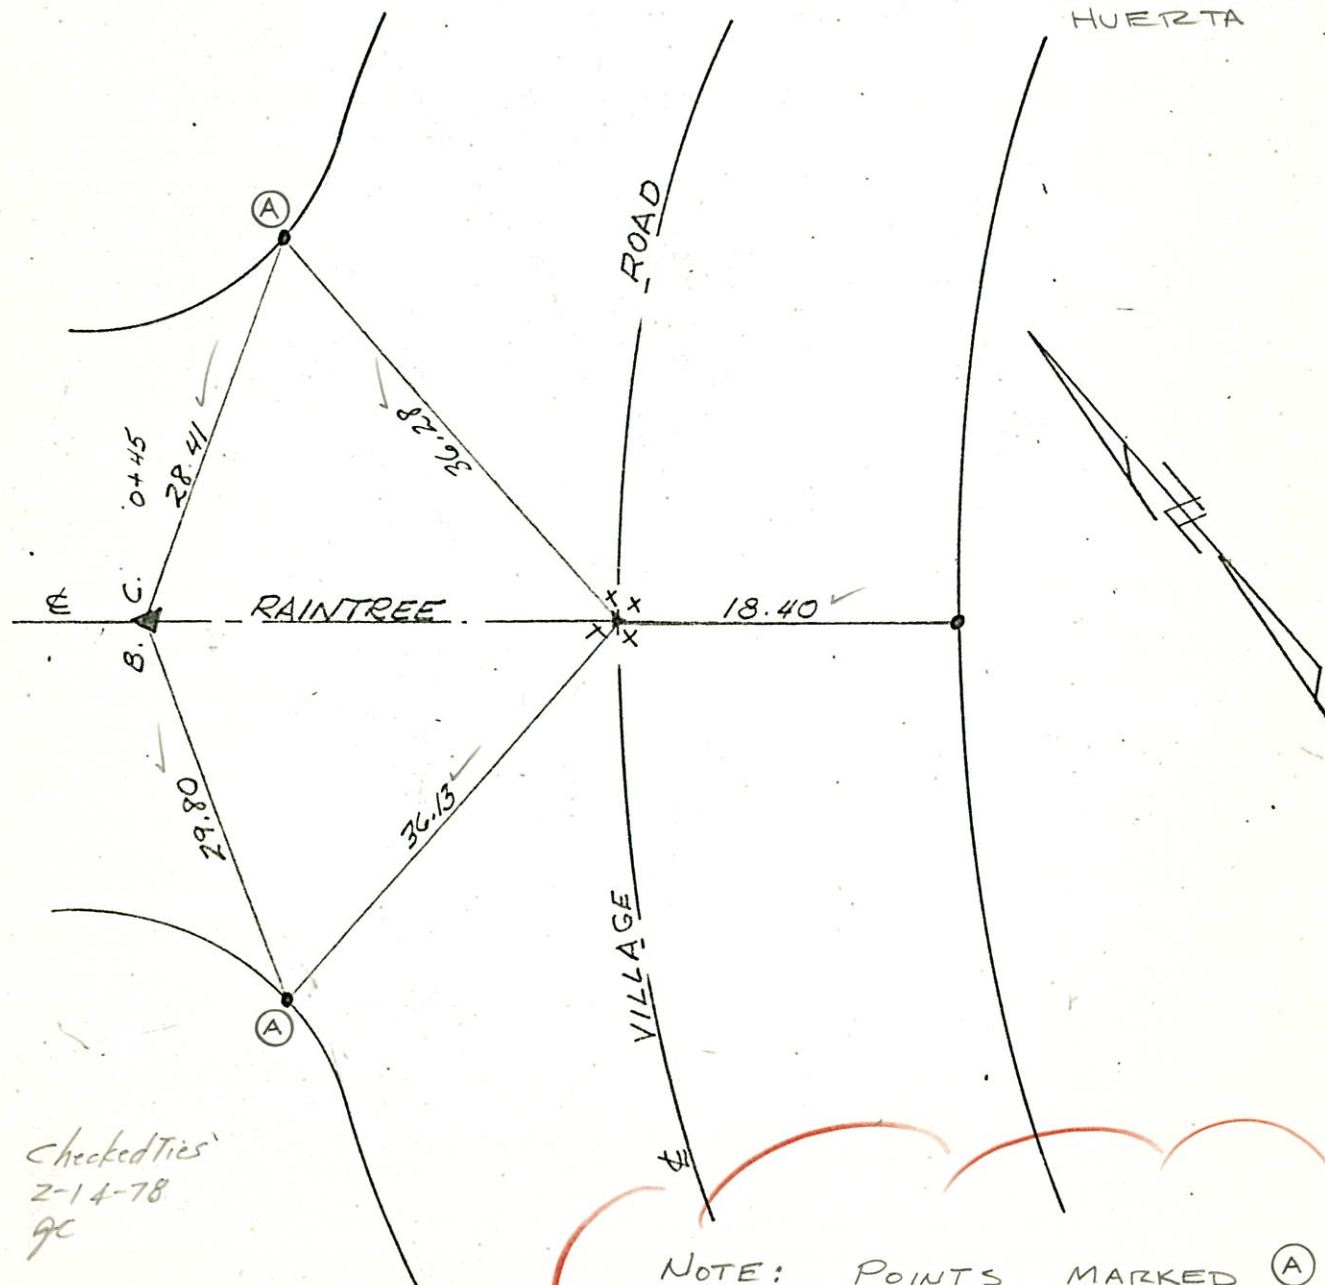 HUERTA
A
ROAD
28.41
36.28
0+45
B. C.
℄
RAINTREE
18.40
29.80
36.13
VILLAGE
A
℄
Checked Ties
2-14-78
NOTE: POINTS MARKED A